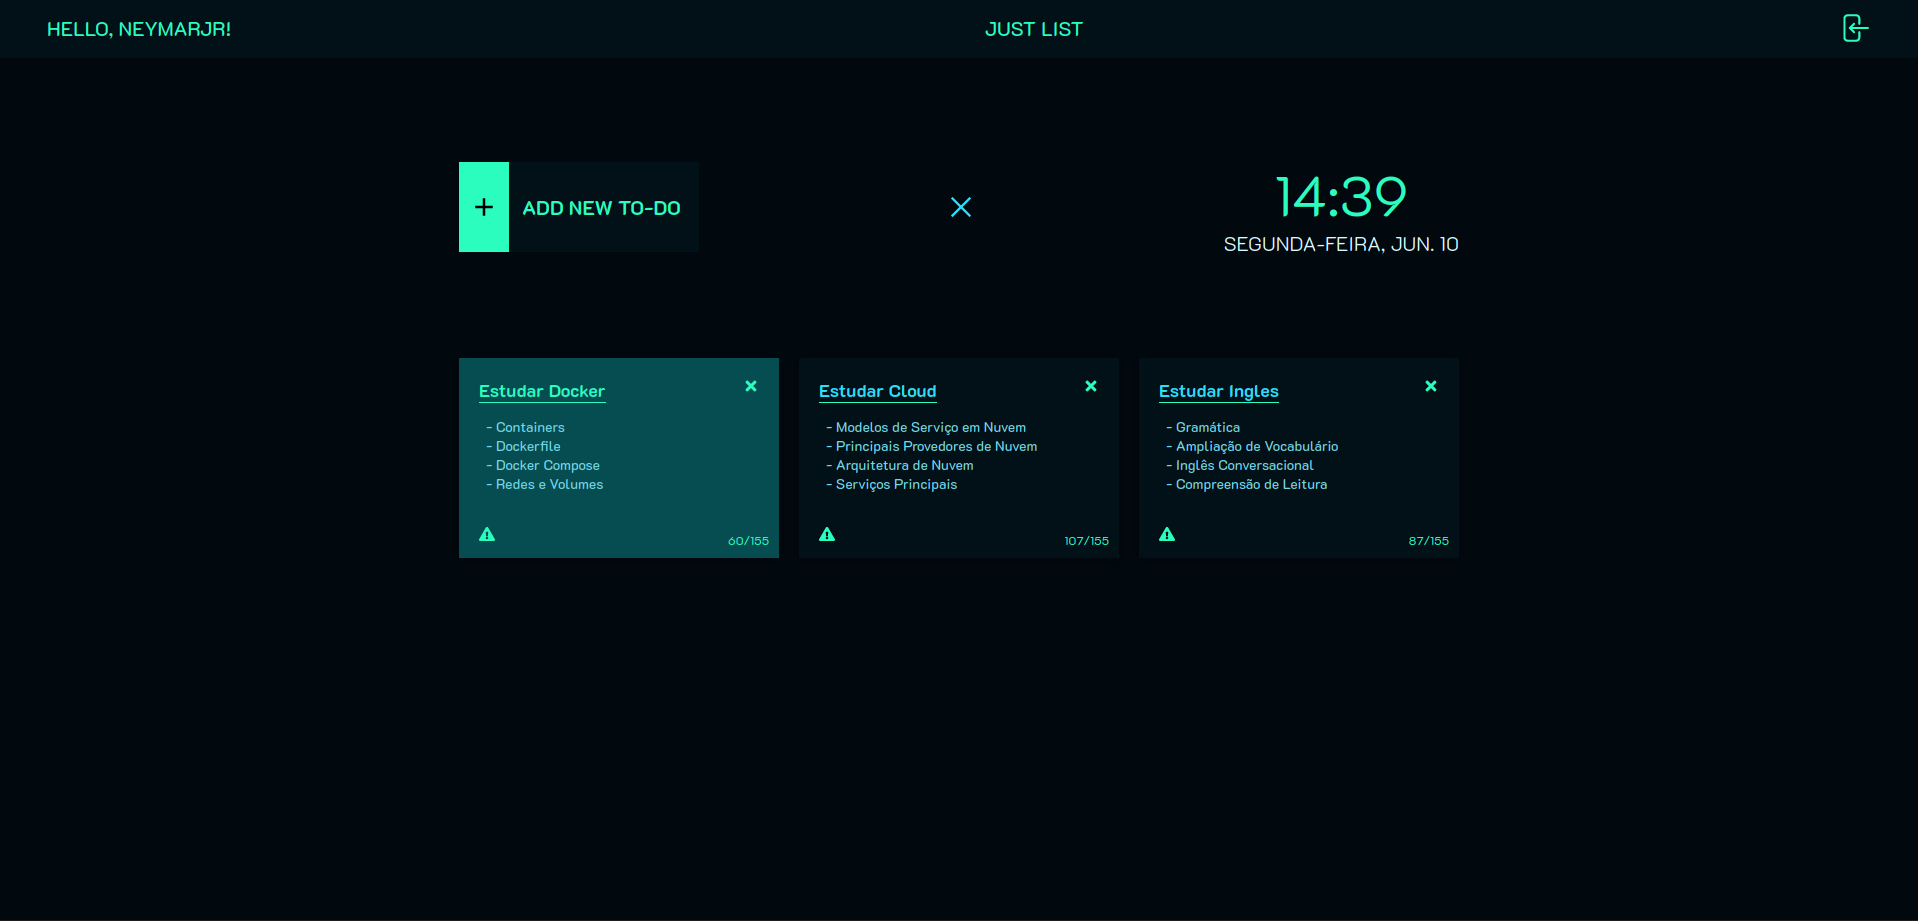 HELLO, NEYMARJR!
JUST LIST
ADD NEW TO-DO
14:39
SEGUNDA-FEIRA, JUN. 10
Estudar Docker
- Containers
- Dockerfile
- Docker Compose
- Redes e Volumes
60/155
Estudar Cloud
- Modelos de Serviço em Nuvem
- Principais Provedores de Nuvem
- Arquitetura de Nuvem
- Serviços Principais
107/155
Estudar Ingles
- Gramática
- Ampliação de Vocabulário
- Inglês Conversacional
- Compreensão de Leitura
87/155